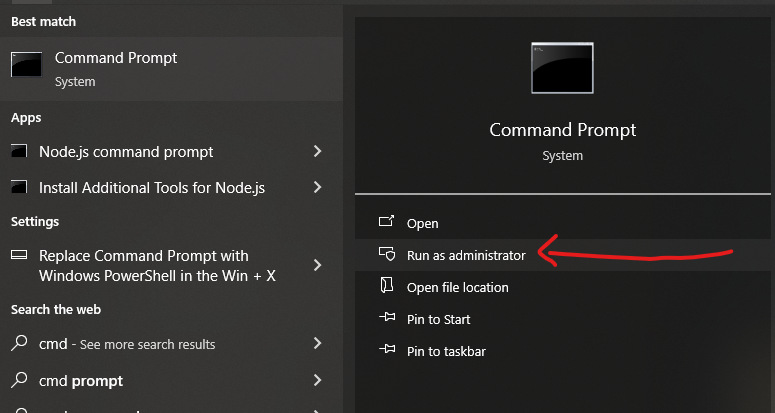 Best match
Command Prompt
System
Apps
Node.js command prompt
Install Additional Tools for Node.js
Settings
Replace Command Prompt with
Windows PowerShell in the Win + X
Search the web
cmd - See more search results
cmd prompt
Command Prompt
System
Open
Run as administrator
Open file location
Pin to Start
Pin to taskbar